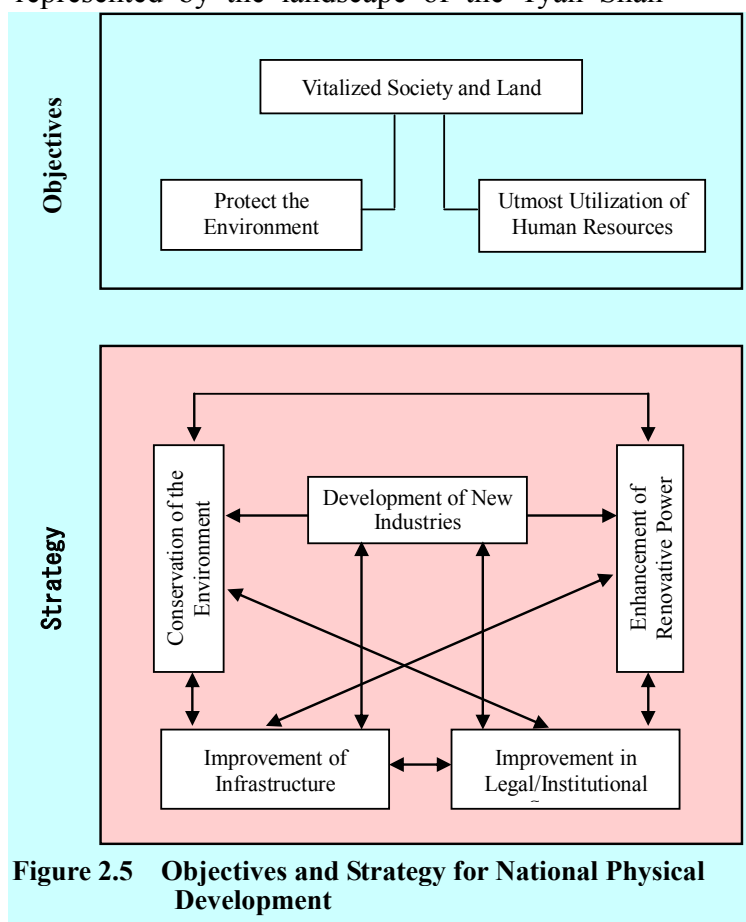 represented by the landscape of the Tyan Shan
Objectives
Vitalized Society and Land
Protect the
Environment
Utmost Utilization of
Human Resources
Strategy
Conservation of the
Environment
Development of New
Industries
Enhancement of
Renovative Power
Improvement of
Infrastructure
Improvement in
Legal/Institutional
Figure 2.5 Objectives and Strategy for National Physical
Development